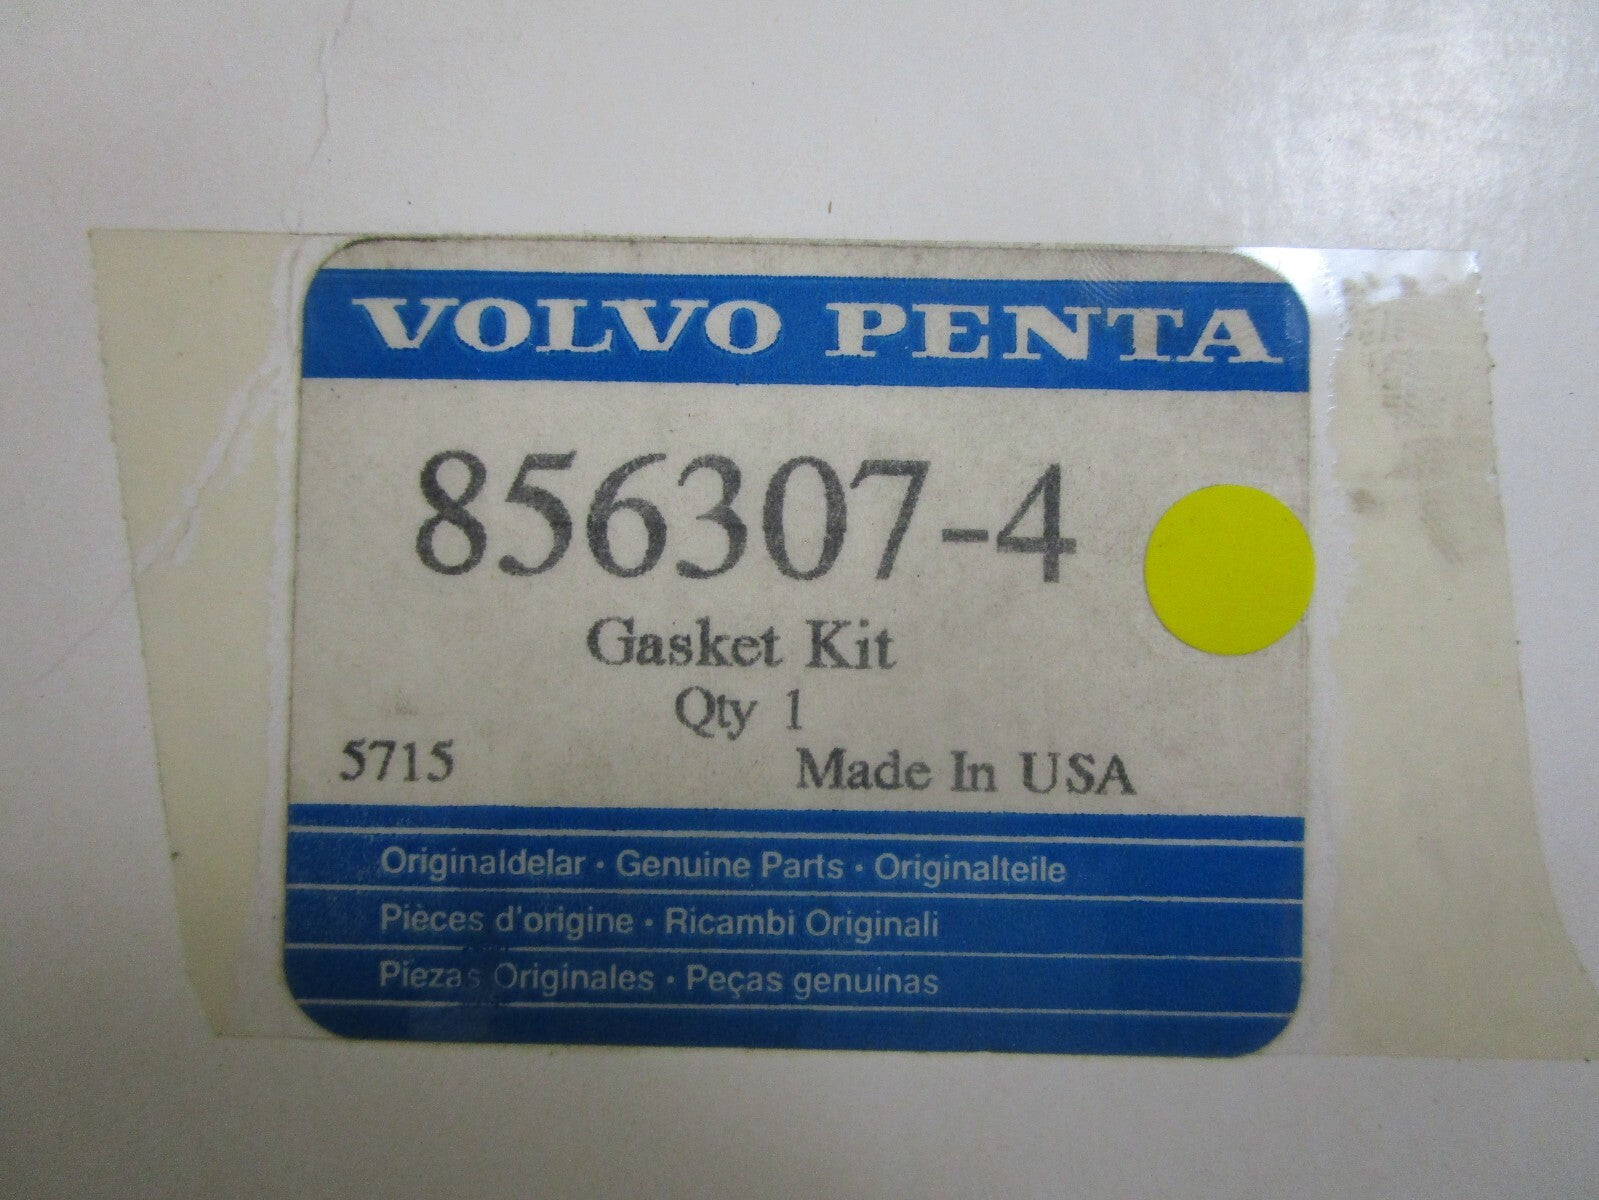 VOLVO PENTA
856307-4
Gasket Kit
Qty 1
5715 Made In USA
Originaldelar · Genuine Parts · Originalteile
Pièces d'origine · Ricambi Originali
Piezas Originales · Peças genuinas